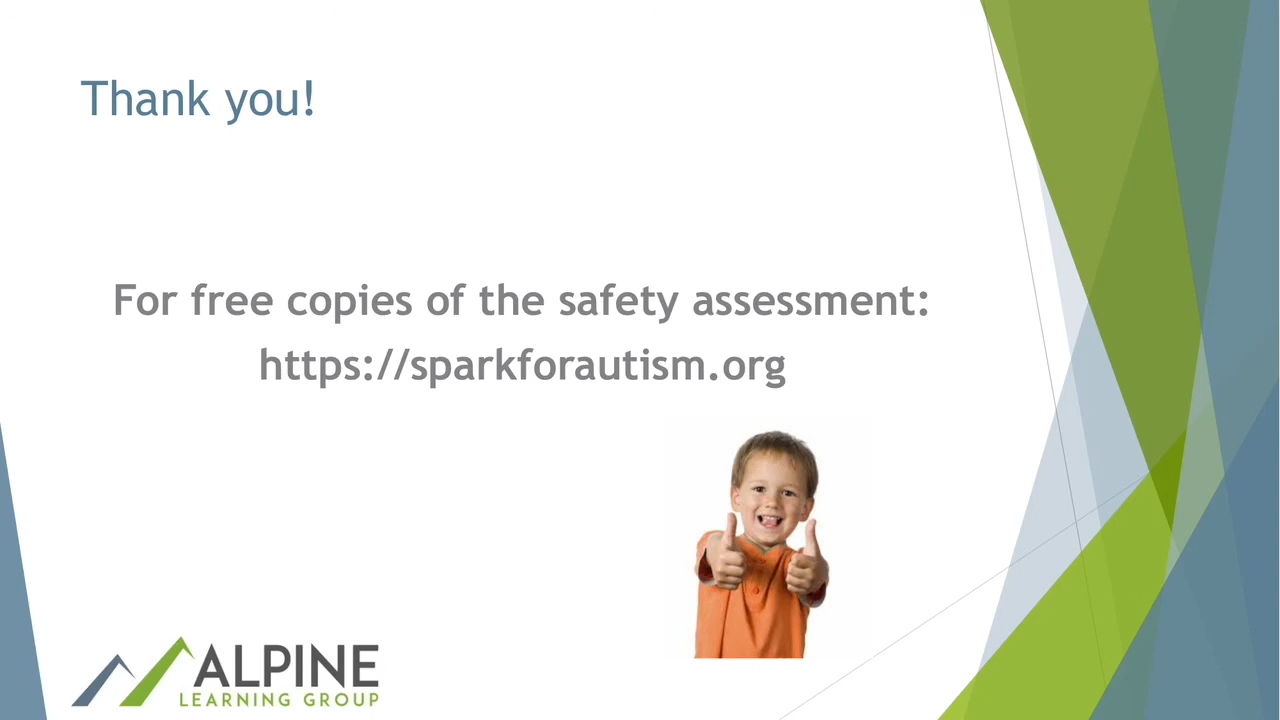 Thank you!
For free copies of the safety assessment:
https://sparkforautism.org
ALPINE
LEARNING GROUP